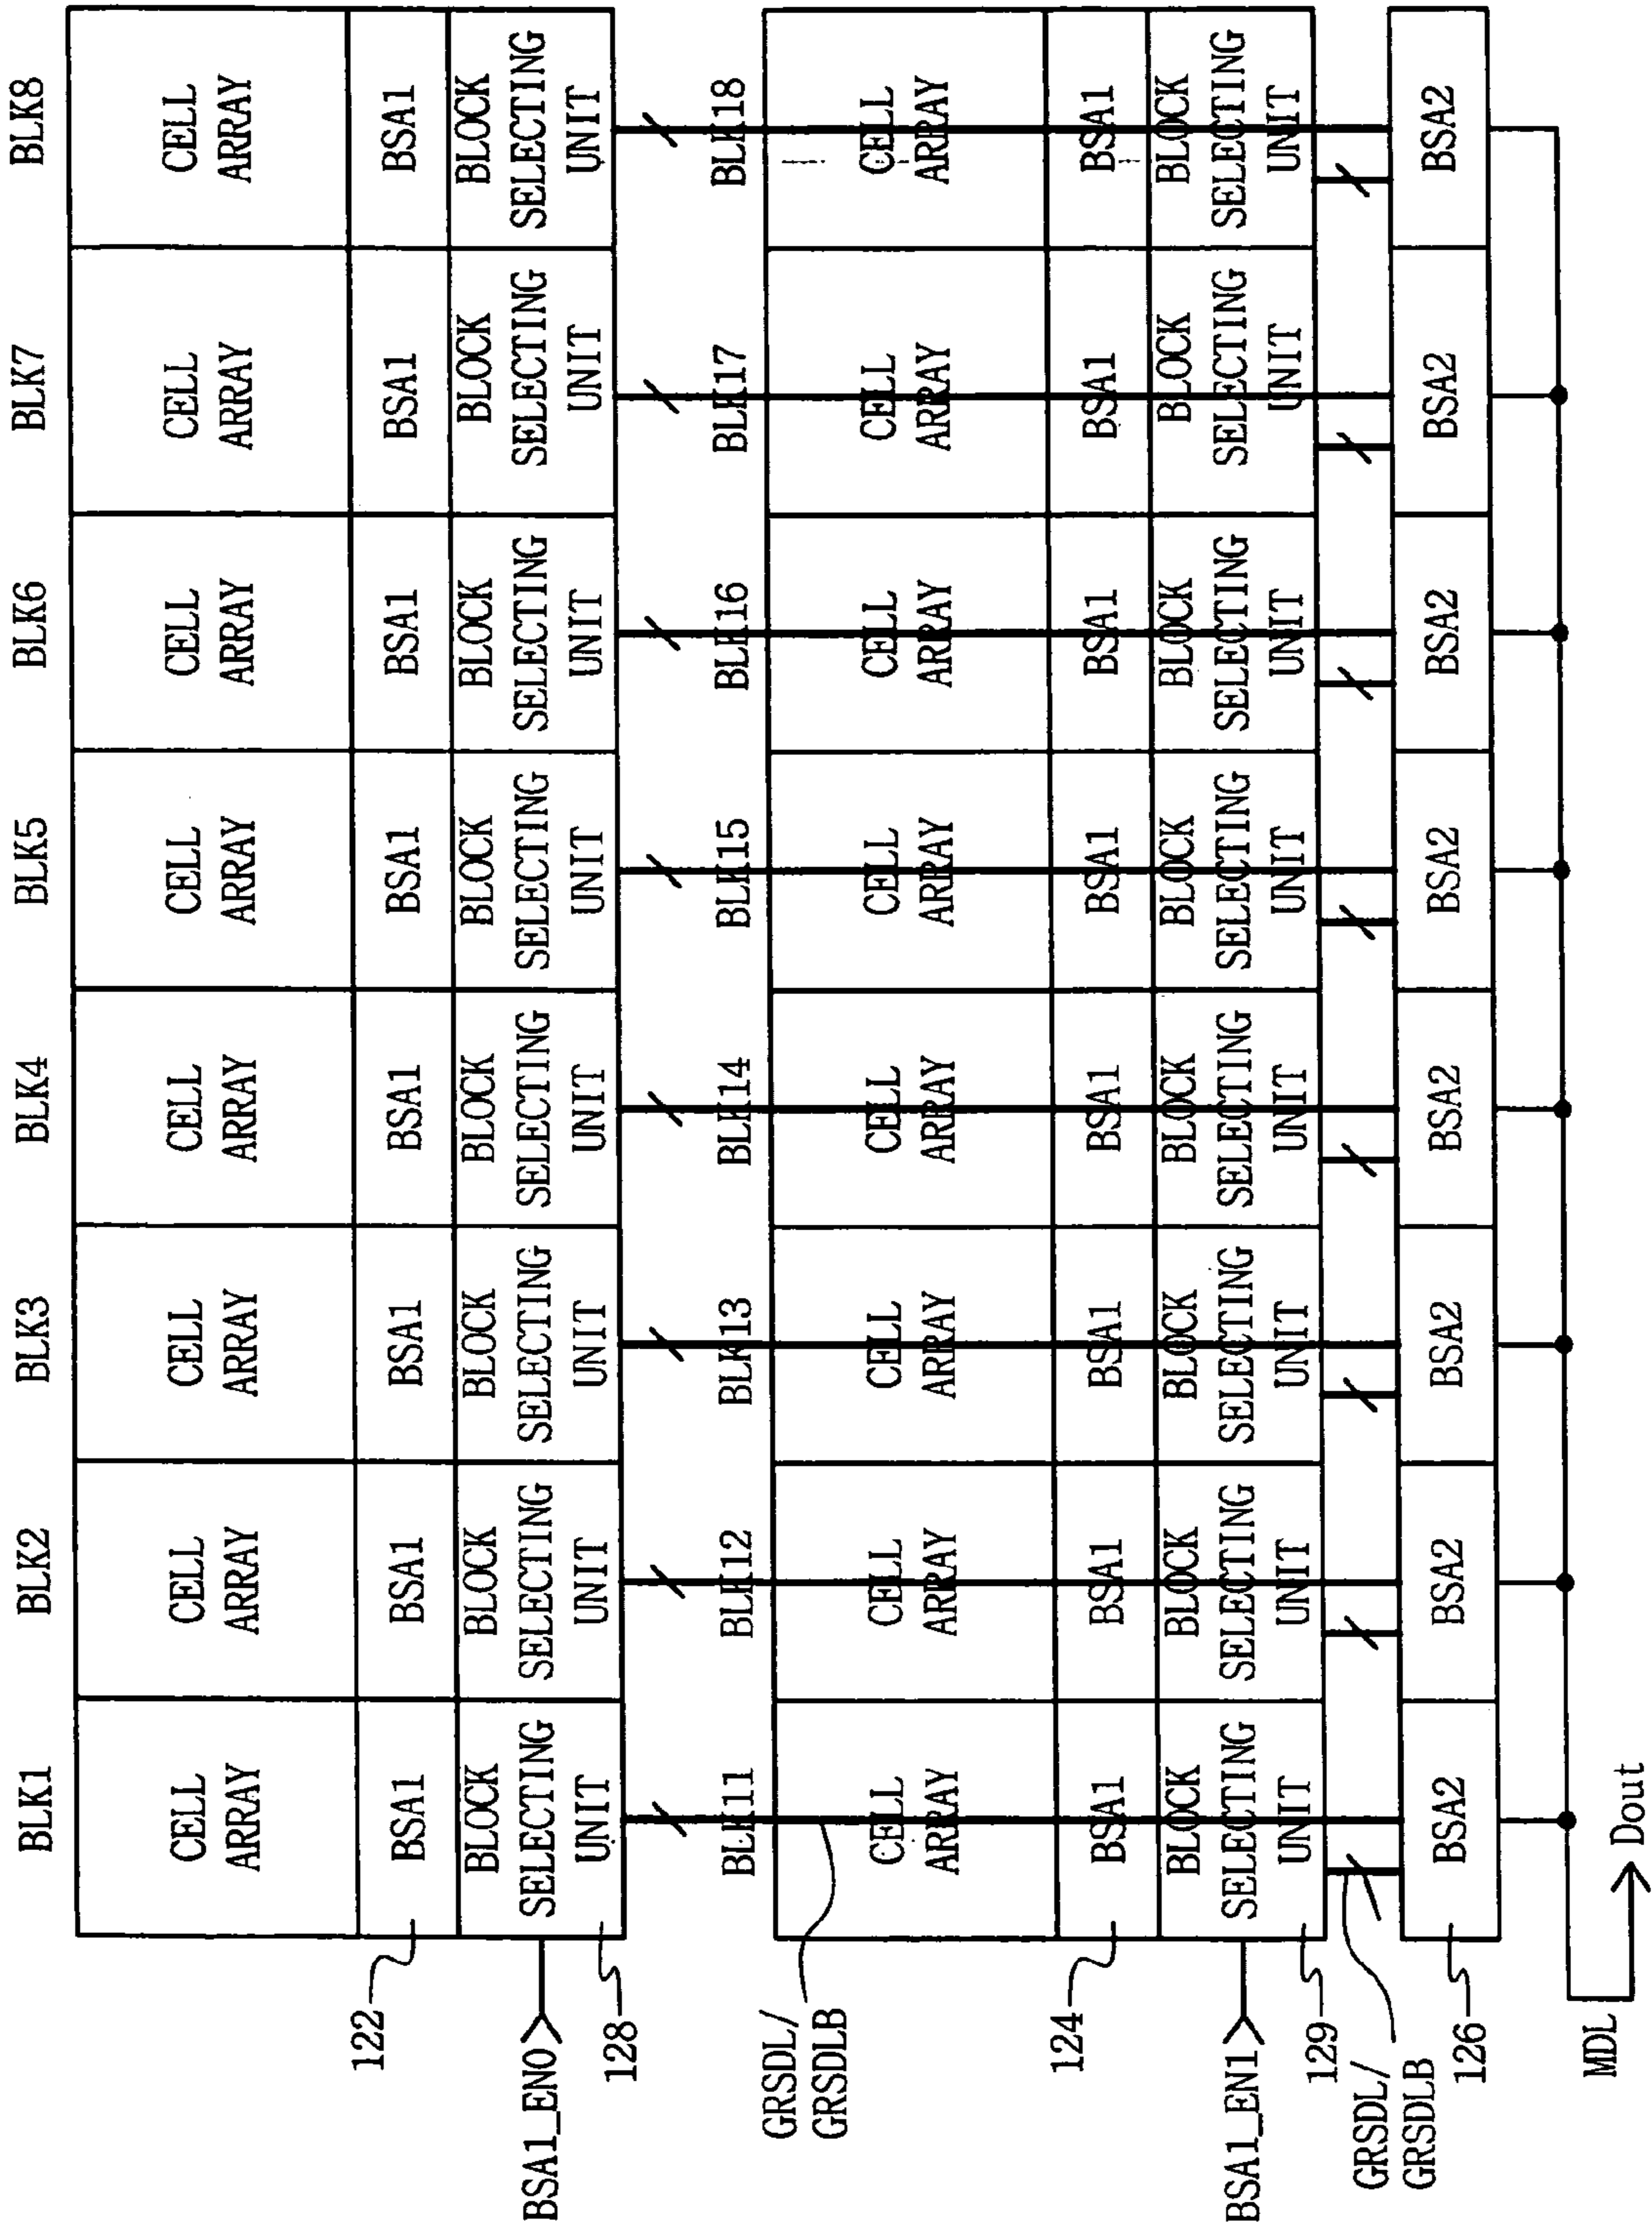 BLK1 BLK2 BLK3 BLK4 BLK5 BLK6 BLK7 BLK8
CELL CELL CELL CELL CELL CELL CELL CELL
ARRAY ARRAY ARRAY ARRAY ARRAY ARRAY ARRAY ARRAY
122 BSA1 BSA1 BSA1 BSA1 BSA1 BSA1 BSA1 BSA1
BLOCK BLOCK BLOCK BLOCK BLOCK BLOCK BLOCK BLOCK
BSA1_EN0 SELECTING SELECTING SELECTING SELECTING SELECTING SELECTING SELECTING SELECTING
128 UNIT UNIT UNIT UNIT UNIT UNIT UNIT UNIT
BLK11 BLK12 BLK13 BLK14 BLK15 BLK16 BLK17 BLK18
GRSDL/
GRSDLB
CELL CELL CELL CELL CELL CELL CELL CELL
ARRAY ARRAY ARRAY ARRAY ARRAY ARRAY ARRAY ARRAY
124 BSA1 BSA1 BSA1 BSA1 BSA1 BSA1 BSA1 BSA1
BLOCK BLOCK BLOCK BLOCK BLOCK BLOCK BLOCK BLOCK
BSA1_EN1 SELECTING SELECTING SELECTING SELECTING SELECTING SELECTING SELECTING SELECTING
129 UNIT UNIT UNIT UNIT UNIT UNIT UNIT UNIT
GRSDL/
GRSDLB
126 BSA2 BSA2 BSA2 BSA2 BSA2 BSA2 BSA2 BSA2
MDL
Dout